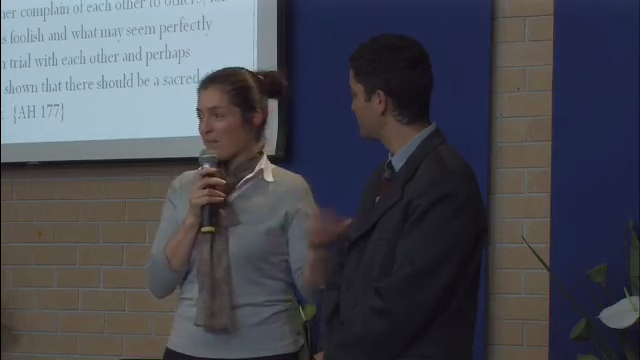 her complain of each other to others, for
s foolish and what may seem perfectly
n trial with each other and perhaps
shown that there should be a sacred
{AH 177}